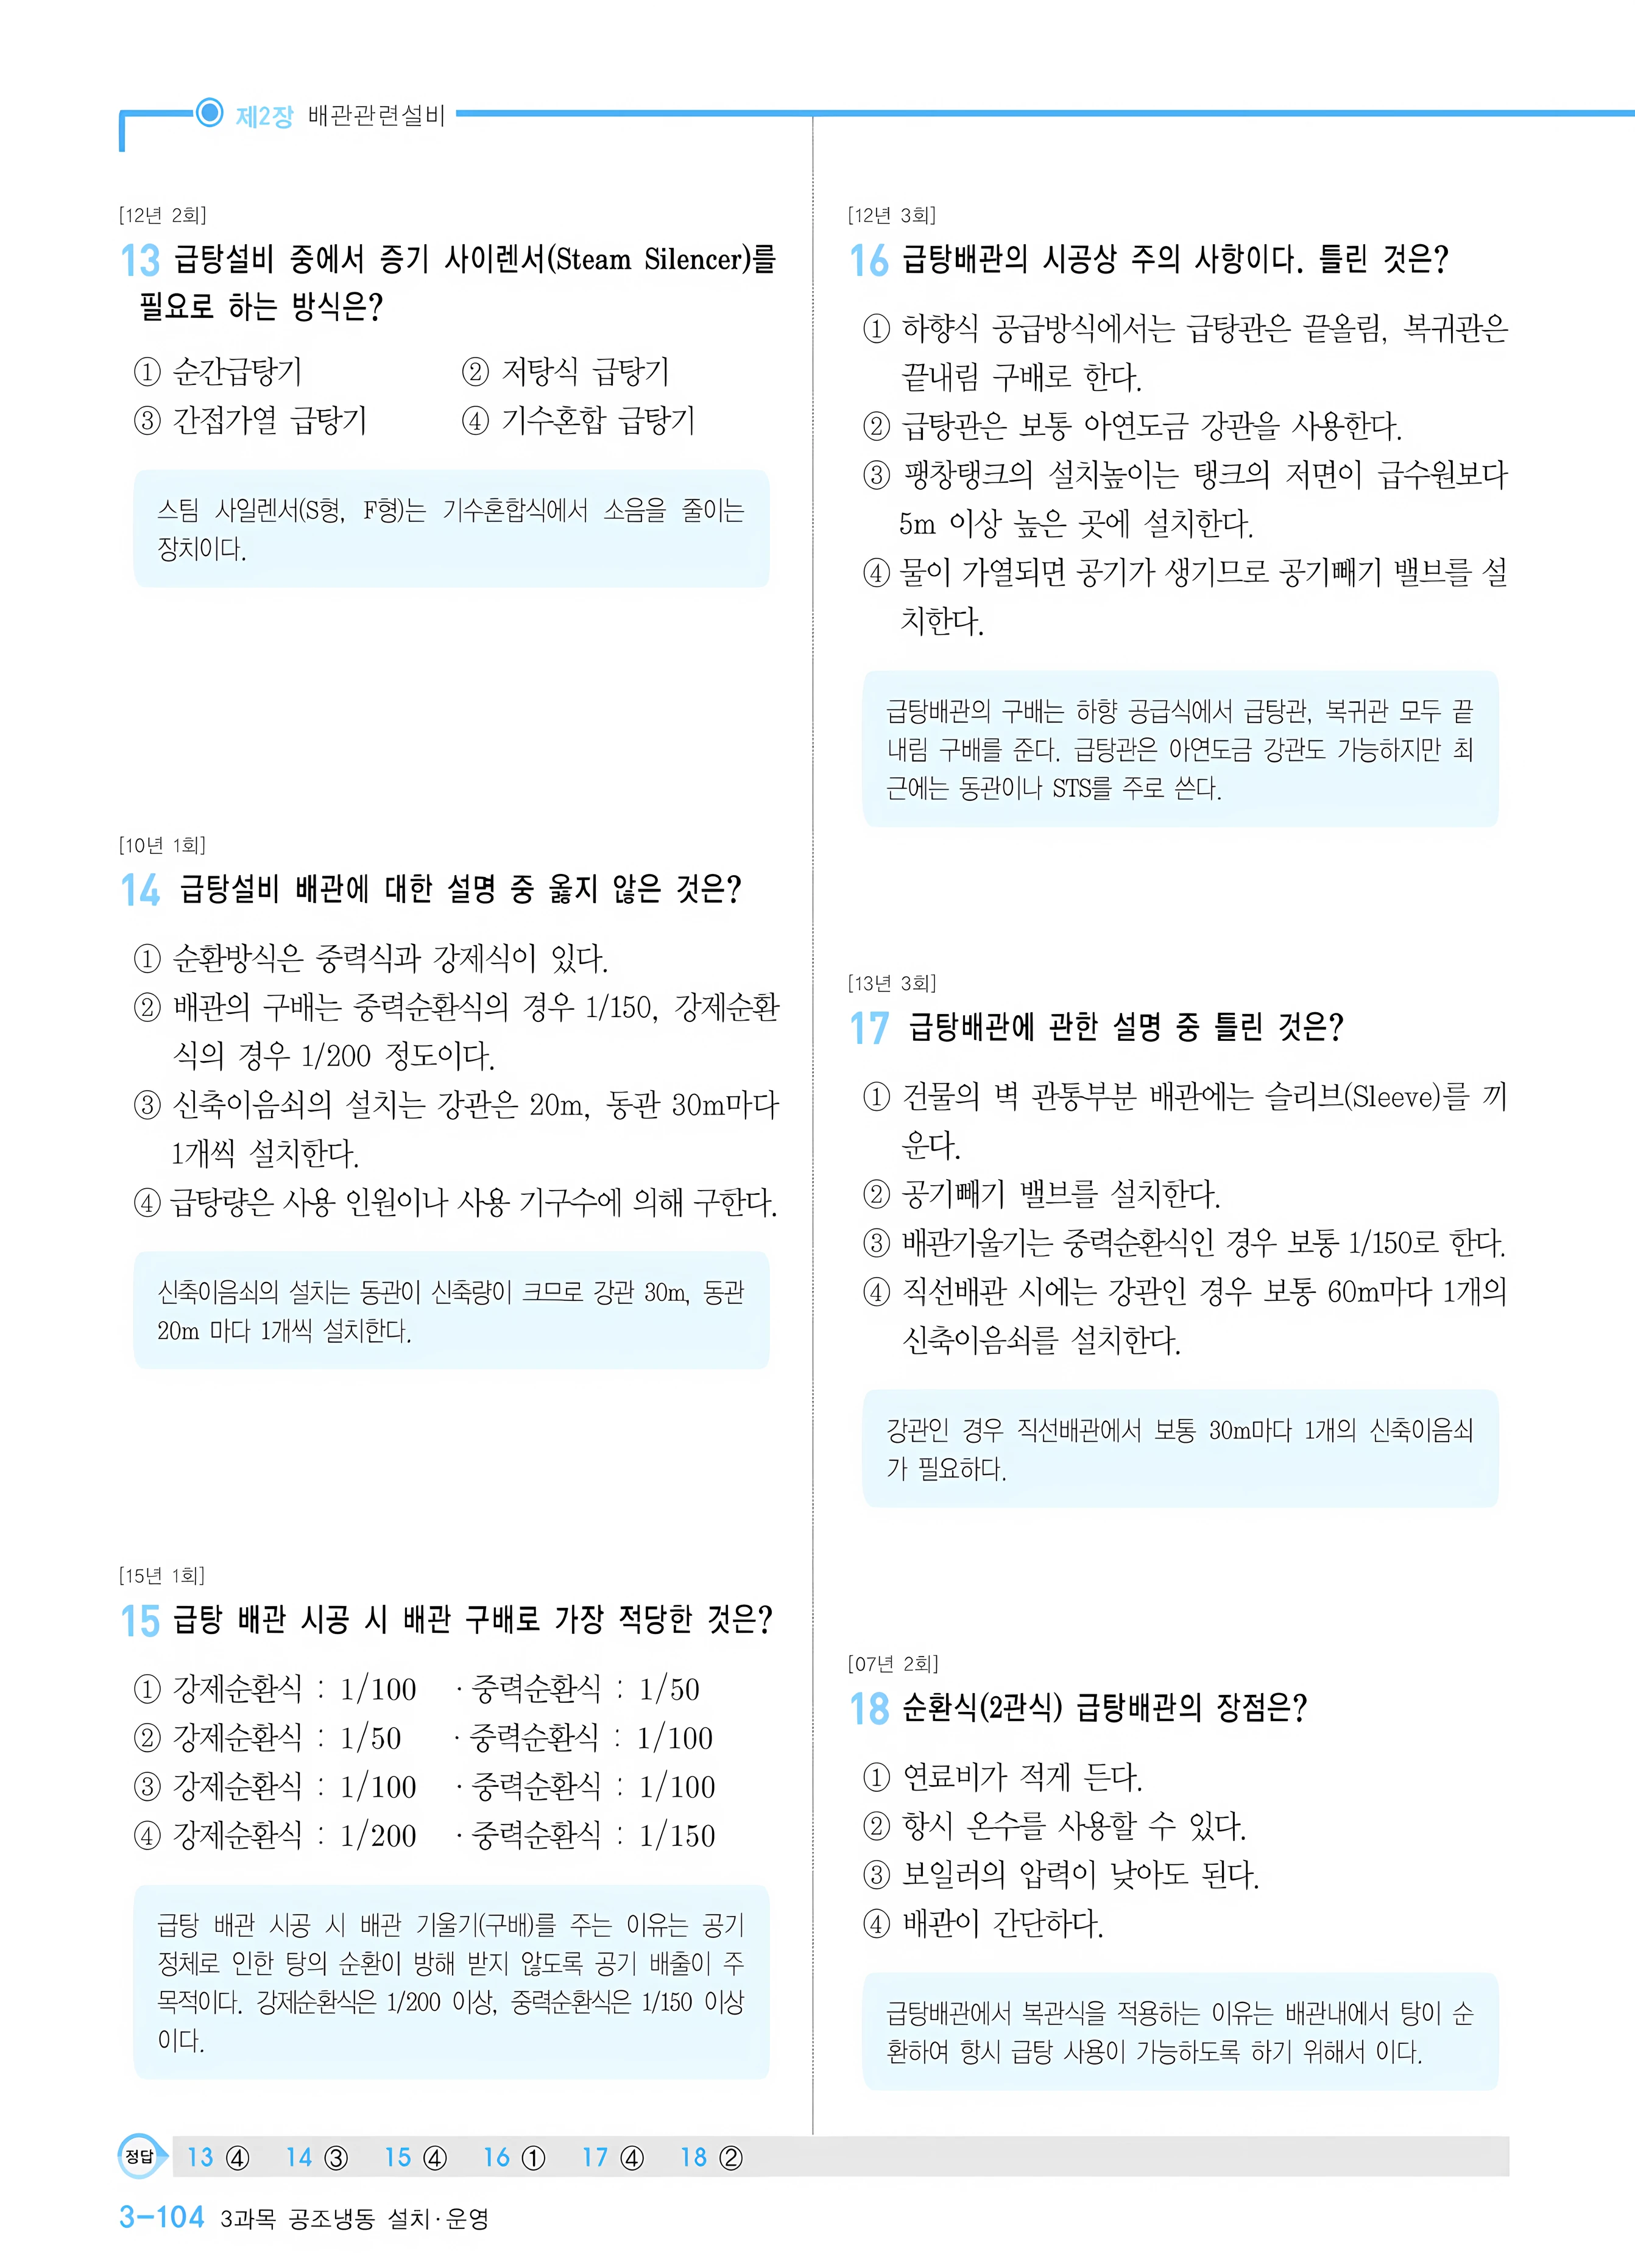 제2장 배관관련설비
[12년 2회]
13 급탕설비 중에서 증기 사이렌서(Steam Silencer)를
필요로 하는 방식은?
① 순간급탕기 ② 저탕식 급탕기
③ 간접가열 급탕기 ④ 기수혼합 급탕기
스팀 사일렌서(S형, F형)는 기수혼합식에서 소음을 줄이는
장치이다.
[10년 1회]
14 급탕설비 배관에 대한 설명 중 옳지 않은 것은?
① 순환방식은 중력식과 강제식이 있다.
② 배관의 구배는 중력순환식의 경우 1/150, 강제순환
식의 경우 1/200 정도이다.
③ 신축이음쇠의 설치는 강관은 20m, 동관 30m마다
1개씩 설치한다.
④ 급탕량은 사용 인원이나 사용 기구수에 의해 구한다.
신축이음쇠의 설치는 동관이 신축량이 크므로 강관 30m, 동관
20m 마다 1개씩 설치한다.
[15년 1회]
15 급탕 배관 시공 시 배관 구배로 가장 적당한 것은?
① 강제순환식 : 1/100 · 중력순환식 : 1/50
② 강제순환식 : 1/50 · 중력순환식 : 1/100
③ 강제순환식 : 1/100 · 중력순환식 : 1/100
④ 강제순환식 : 1/200 · 중력순환식 : 1/150
급탕 배관 시공 시 배관 기울기(구배)를 주는 이유는 공기
정체로 인한 탕의 순환이 방해 받지 않도록 공기 배출이 주
목적이다. 강제순환식은 1/200 이상, 중력순환식은 1/150 이상
이다.
[12년 3회]
16 급탕배관의 시공상 주의 사항이다. 틀린 것은?
① 하향식 공급방식에서는 급탕관은 끝올림, 복귀관은
끝내림 구배로 한다.
② 급탕관은 보통 아연도금 강관을 사용한다.
③ 팽창탱크의 설치높이는 탱크의 저면이 급수원보다
5m 이상 높은 곳에 설치한다.
④ 물이 가열되면 공기가 생기므로 공기빼기 밸브를 설
치한다.
급탕배관의 구배는 하향 공급식에서 급탕관, 복귀관 모두 끝
내림 구배를 준다. 급탕관은 아연도금 강관도 가능하지만 최
근에는 동관이나 STS를 주로 쓴다.
[13년 3회]
17 급탕배관에 관한 설명 중 틀린 것은?
① 건물의 벽 관통부분 배관에는 슬리브(Sleeve)를 끼
운다.
② 공기빼기 밸브를 설치한다.
③ 배관기울기는 중력순환식인 경우 보통 1/150로 한다.
④ 직선배관 시에는 강관인 경우 보통 60m마다 1개의
신축이음쇠를 설치한다.
강관인 경우 직선배관에서 보통 30m마다 1개의 신축이음쇠
가 필요하다.
[07년 2회]
18 순환식(2관식) 급탕배관의 장점은?
① 연료비가 적게 든다.
② 항시 온수를 사용할 수 있다.
③ 보일러의 압력이 낮아도 된다.
④ 배관이 간단하다.
급탕배관에서 복관식을 적용하는 이유는 배관내에서 탕이 순
환하여 항시 급탕 사용이 가능하도록 하기 위해서 이다.
정답 13 ④ 14 ③ 15 ④ 16 ① 17 ④ 18 ②
3-104 3과목 공조냉동 설치·운영